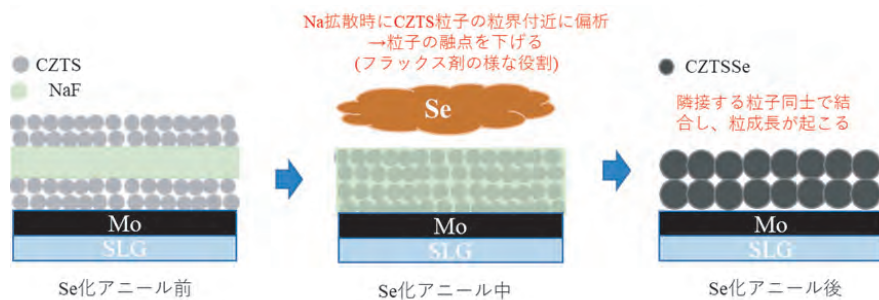 CZTS
NaF
Mo
SLG
Se化アニール前
Na拡散時にCZTS粒子の粒界付近に偏析
→粒子の融点を下げる
(フラックス剤の様な役割)
Se
Mo
SLG
Se化アニール中
CZTSSe
隣接する粒子同士で結
合し、粒成長が起こる
Mo
SLG
Se化アニール後